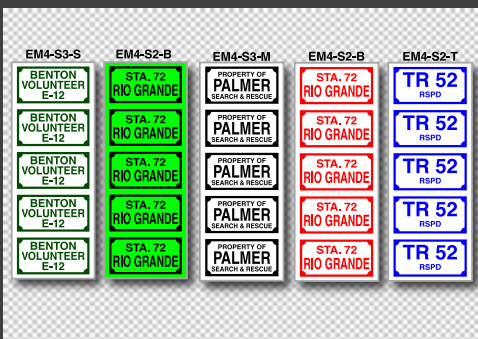 EM4-S3-S
BENTON
VOLUNTEER
E-12
BENTON
VOLUNTEER
E-12
BENTON
VOLUNTEER
E-12
BENTON
VOLUNTEER
E-12
BENTON
VOLUNTEER
E-12
EM4-S2-B
STA. 72
RIO GRANDE
STA. 72
RIO GRANDE
STA. 72
RIO GRANDE
STA. 72
RIO GRANDE
STA. 72
RIO GRANDE
EM4-S3-M
PROPERTY OF
PALMER
SEARCH & RESCUE
PROPERTY OF
PALMER
SEARCH & RESCUE
PROPERTY OF
PALMER
SEARCH & RESCUE
PROPERTY OF
PALMER
SEARCH & RESCUE
PROPERTY OF
PALMER
SEARCH & RESCUE
EM4-S2-B
STA. 72
RIO GRANDE
STA. 72
RIO GRANDE
STA. 72
RIO GRANDE
STA. 72
RIO GRANDE
STA. 72
RIO GRANDE
EM4-S2-T
TR 52
RSPD
TR 52
RSPD
TR 52
RSPD
TR 52
RSPD
TR 52
RSPD